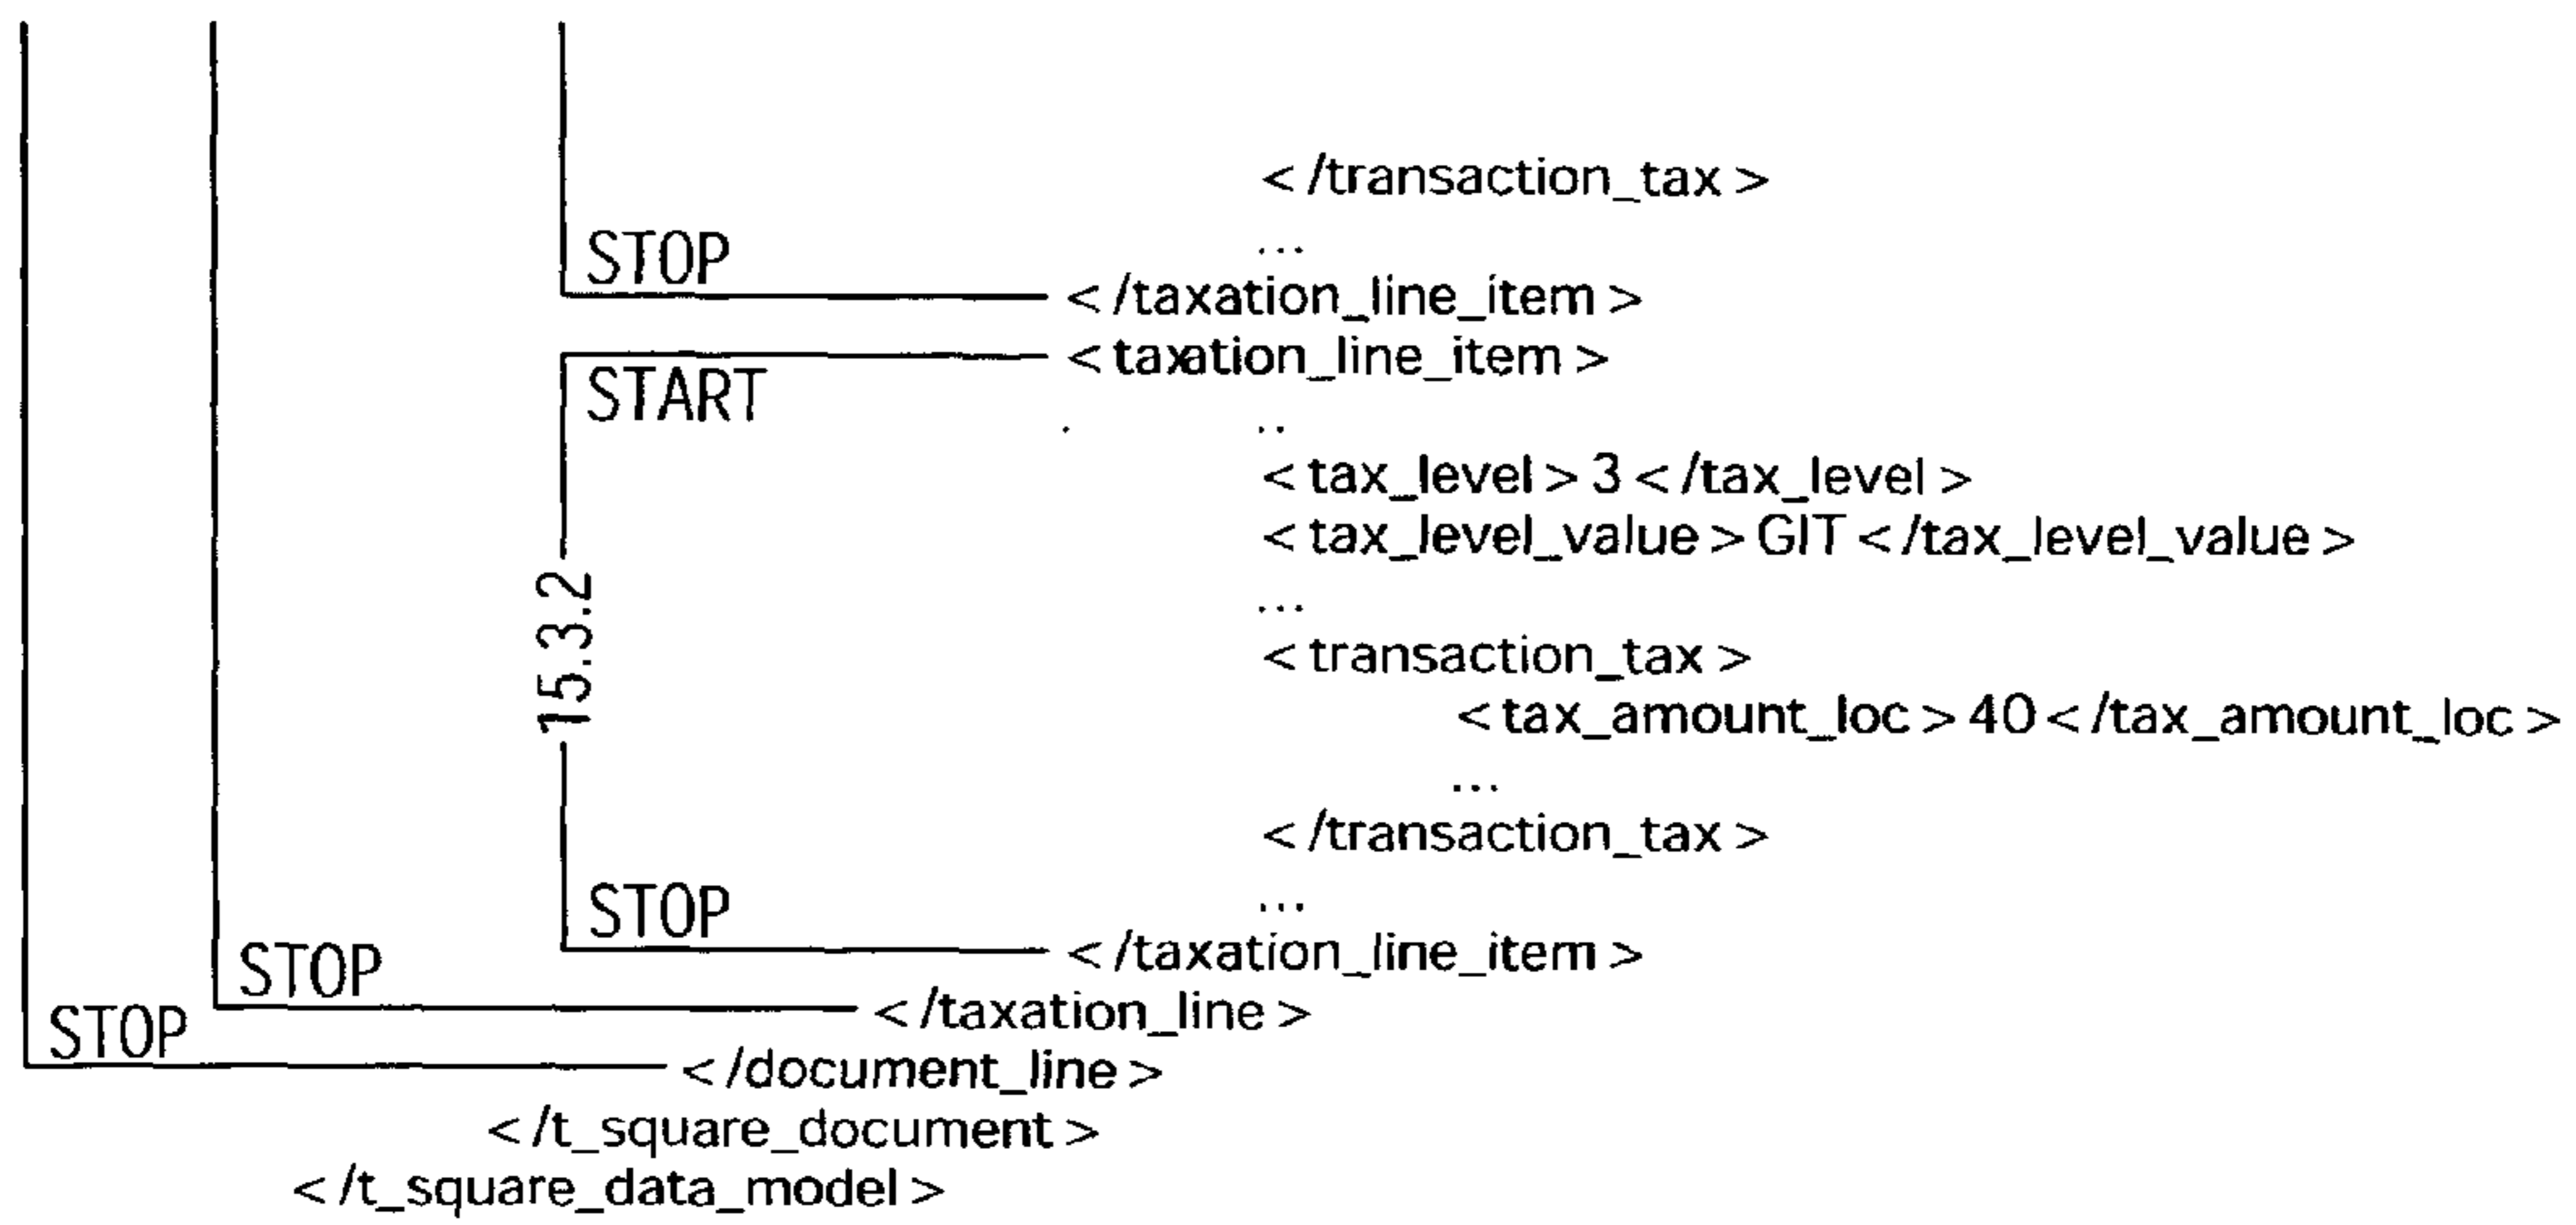 < /transaction_tax >
STOP
...
< /taxation_line_item >
< taxation_line_item >
START
. ..
< tax_level > 3 < /tax_level >
< tax_level_value > GIT < /tax_level_value >
...
15.3.2
< transaction_tax >
< tax_amount_loc > 40 < /tax_amount_loc >
...
< /transaction_tax >
STOP
...
< /taxation_line_item >
STOP
< /taxation_line >
STOP
< /document_line >
< /t_square_document >
< /t_square_data_model >